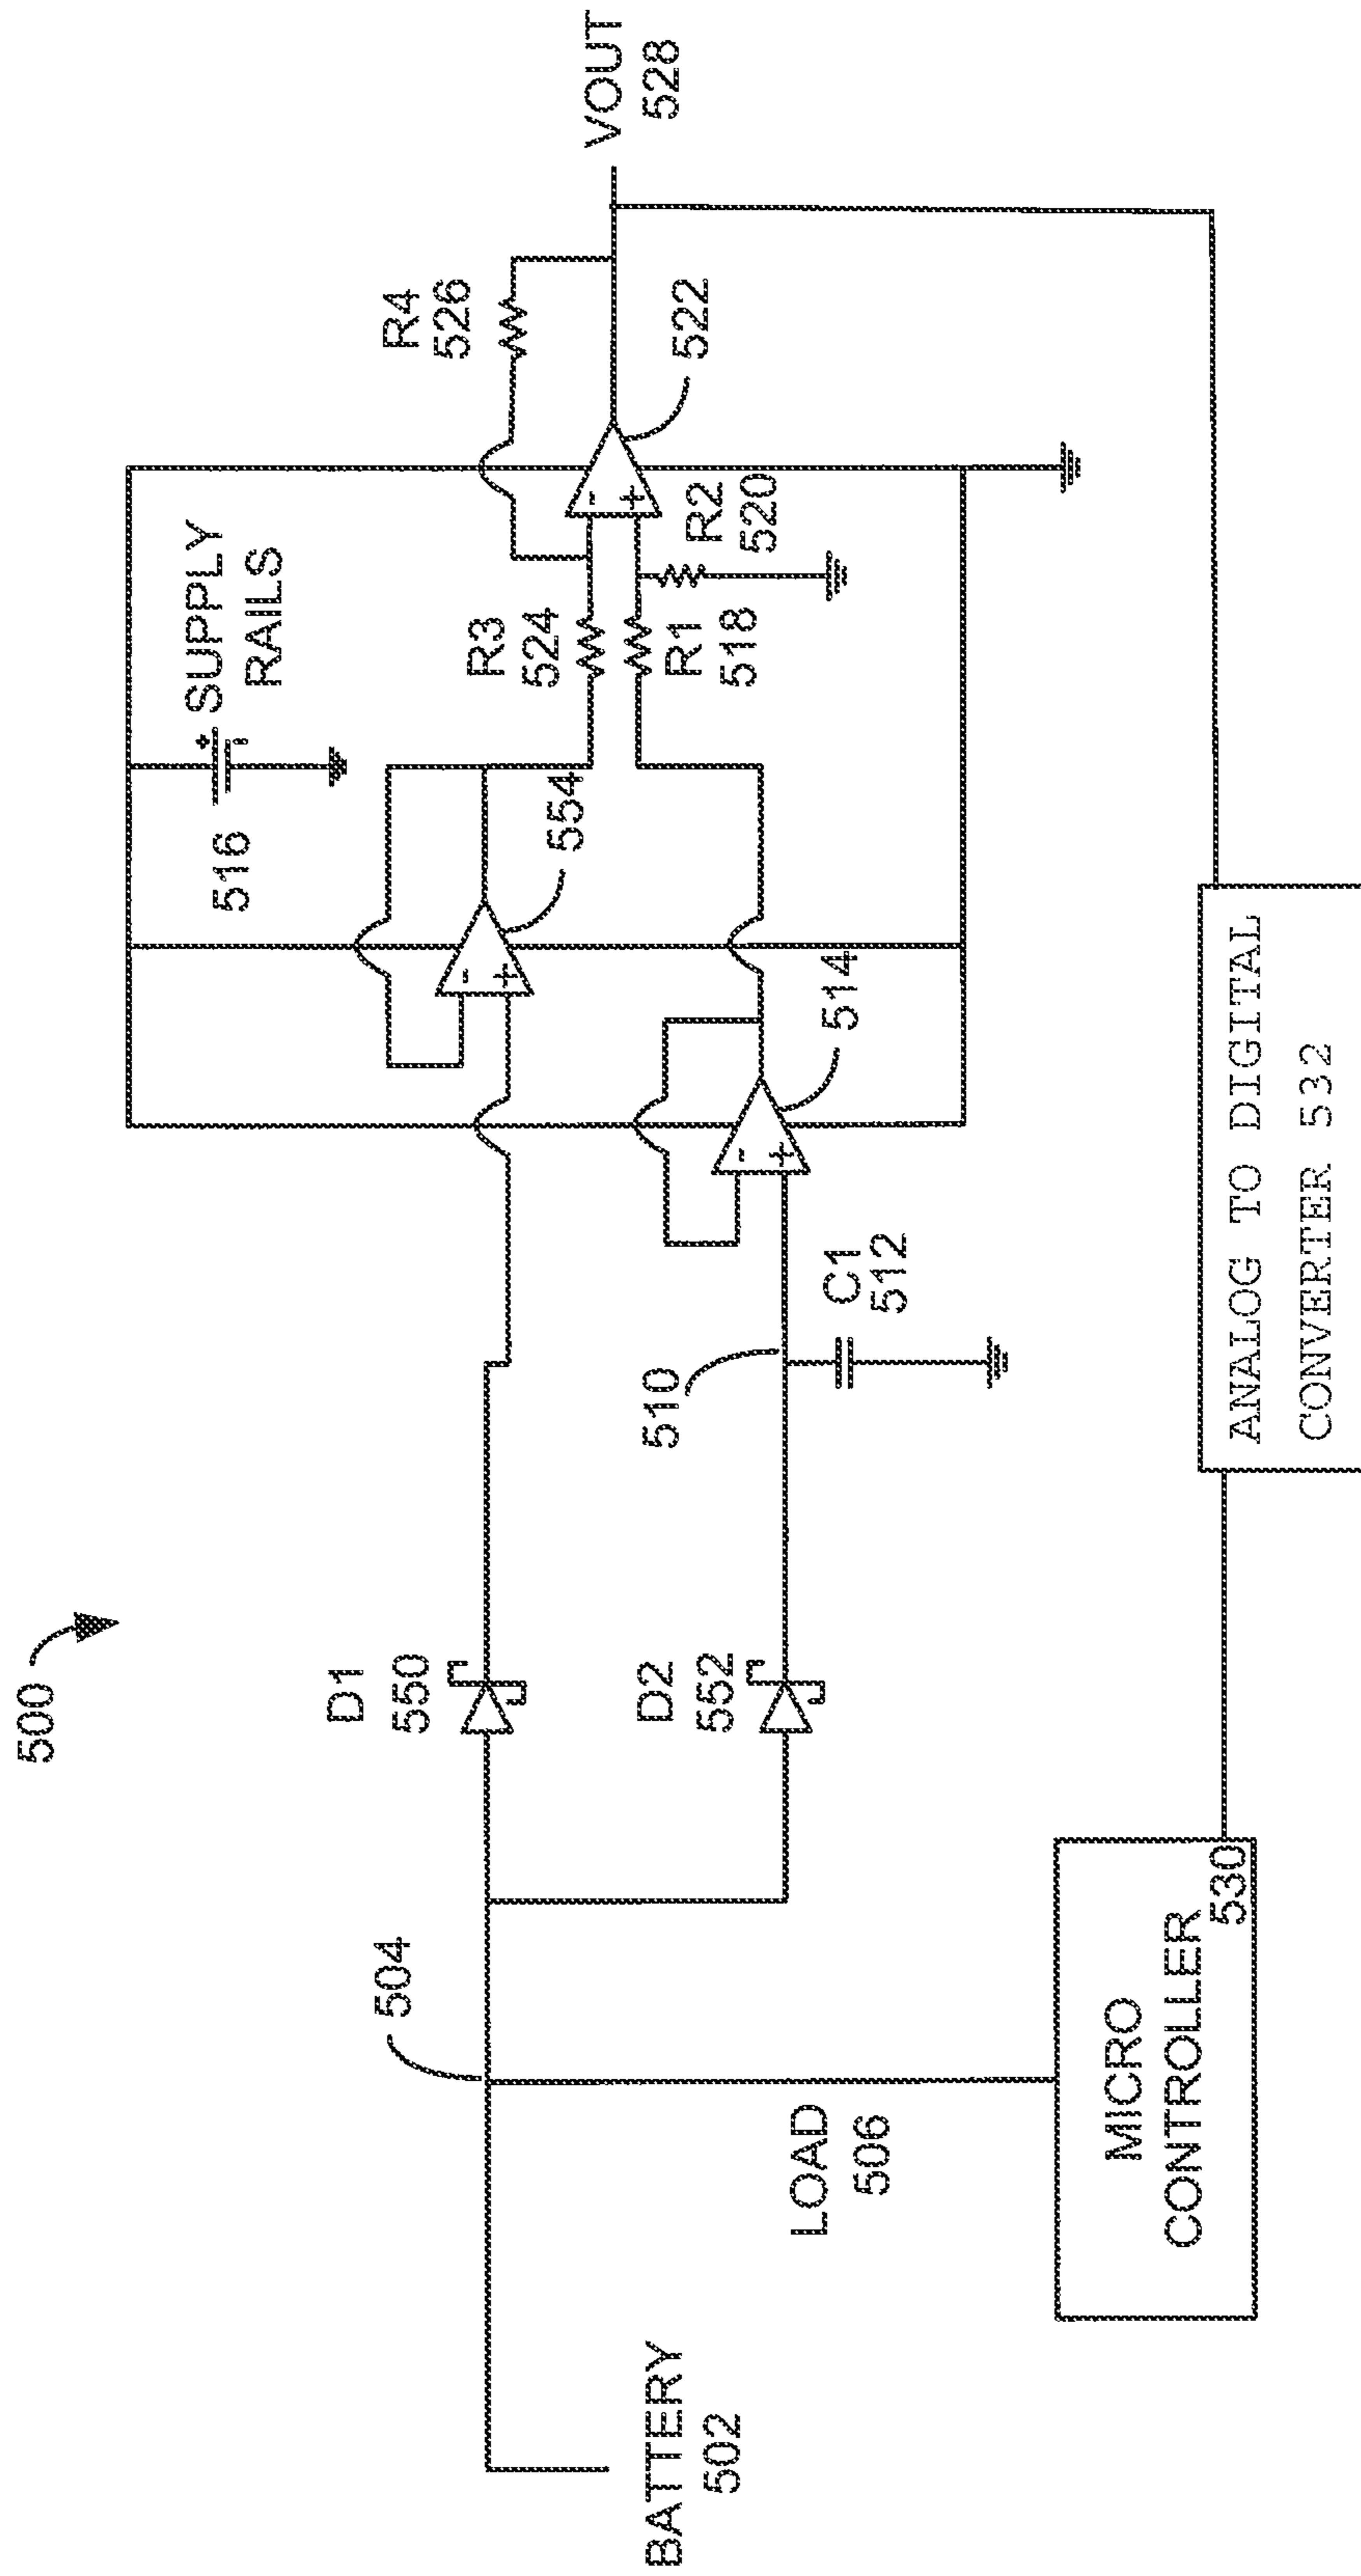 500
BATTERY
502
504
LOAD
506
MICRO
CONTROLLER
530
D1
550
D2
552
510
C1
512
514
554
516
+ SUPPLY
RAILS
-
- +
- +
- +
R3
524
R1
518
R2
520
522
R4
526
VOUT
528
ANALOG TO DIGITAL
CONVERTER 532